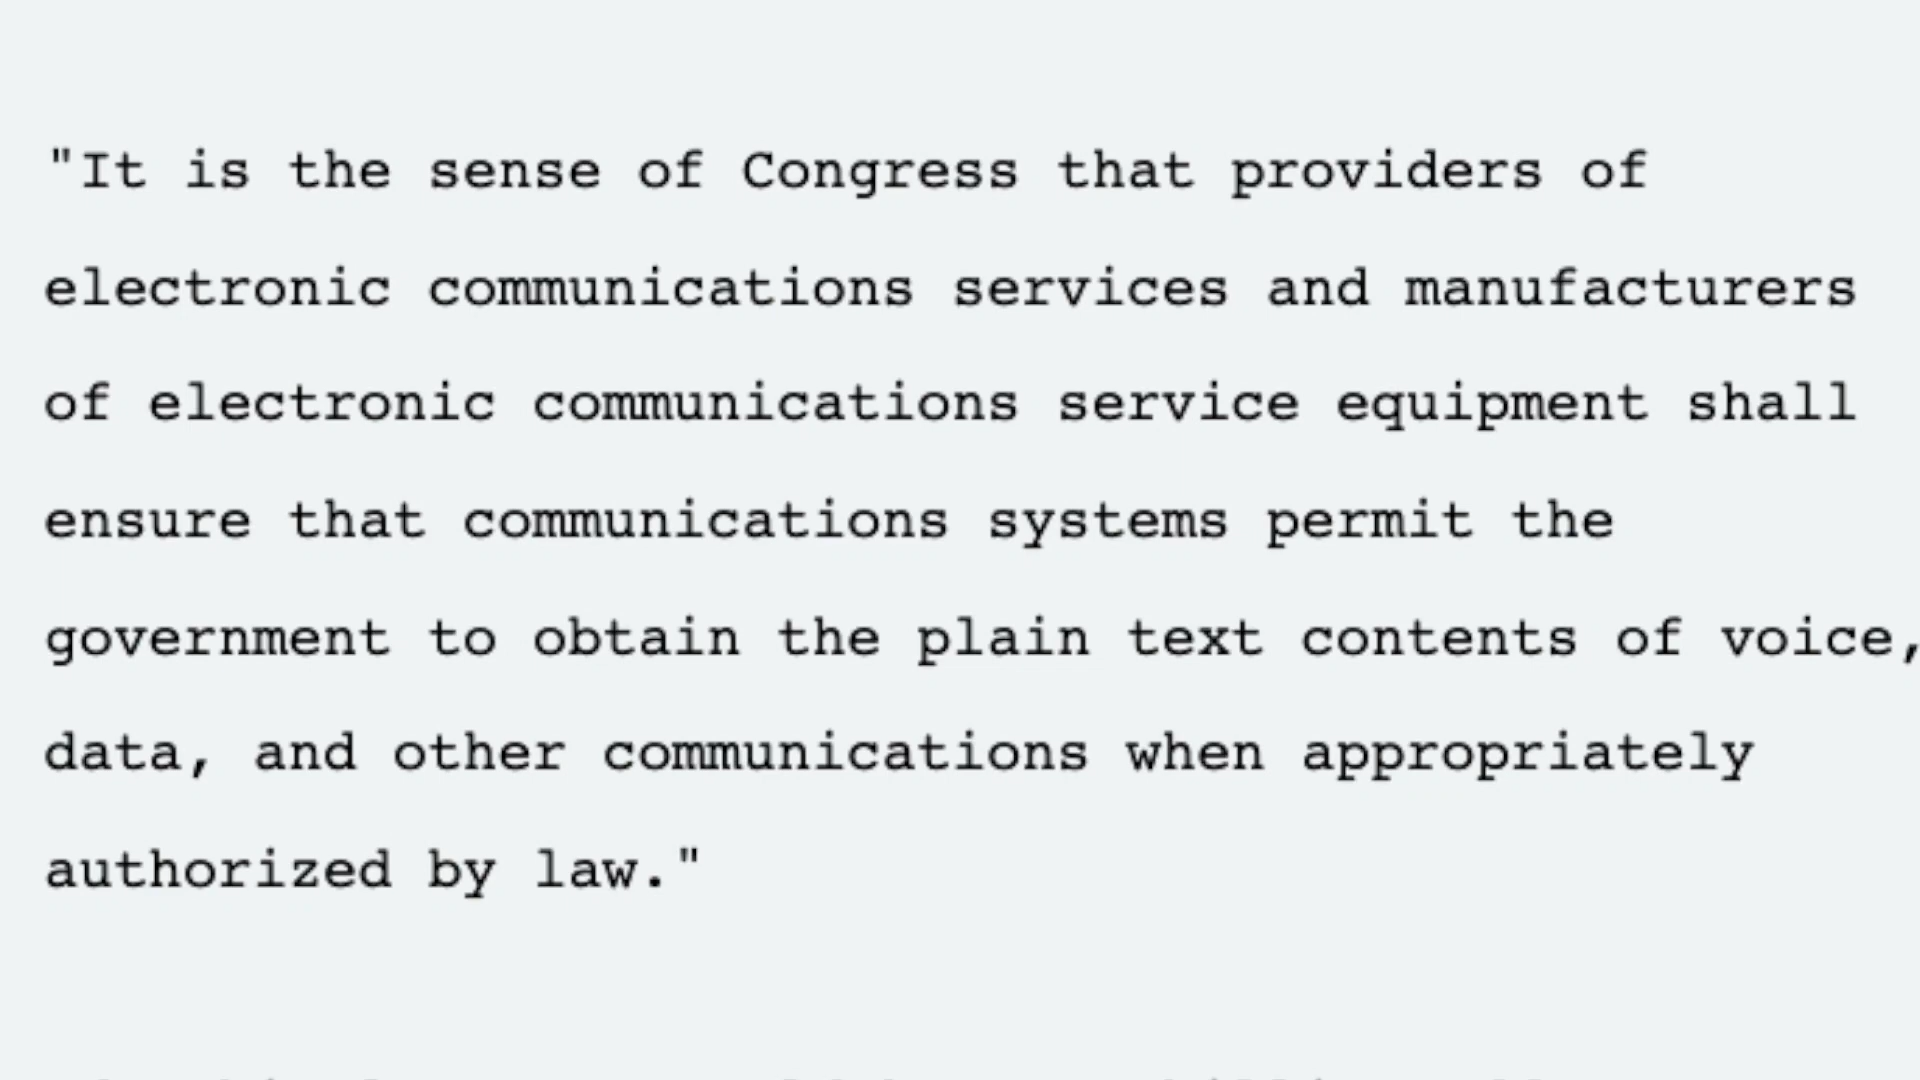 "It is the sense of Congress that providers of
electronic communications services and manufacturers
of electronic communications service equipment shall
ensure that communications systems permit the
government to obtain the plain text contents of voice,
data, and other communications when appropriately
authorized by law."